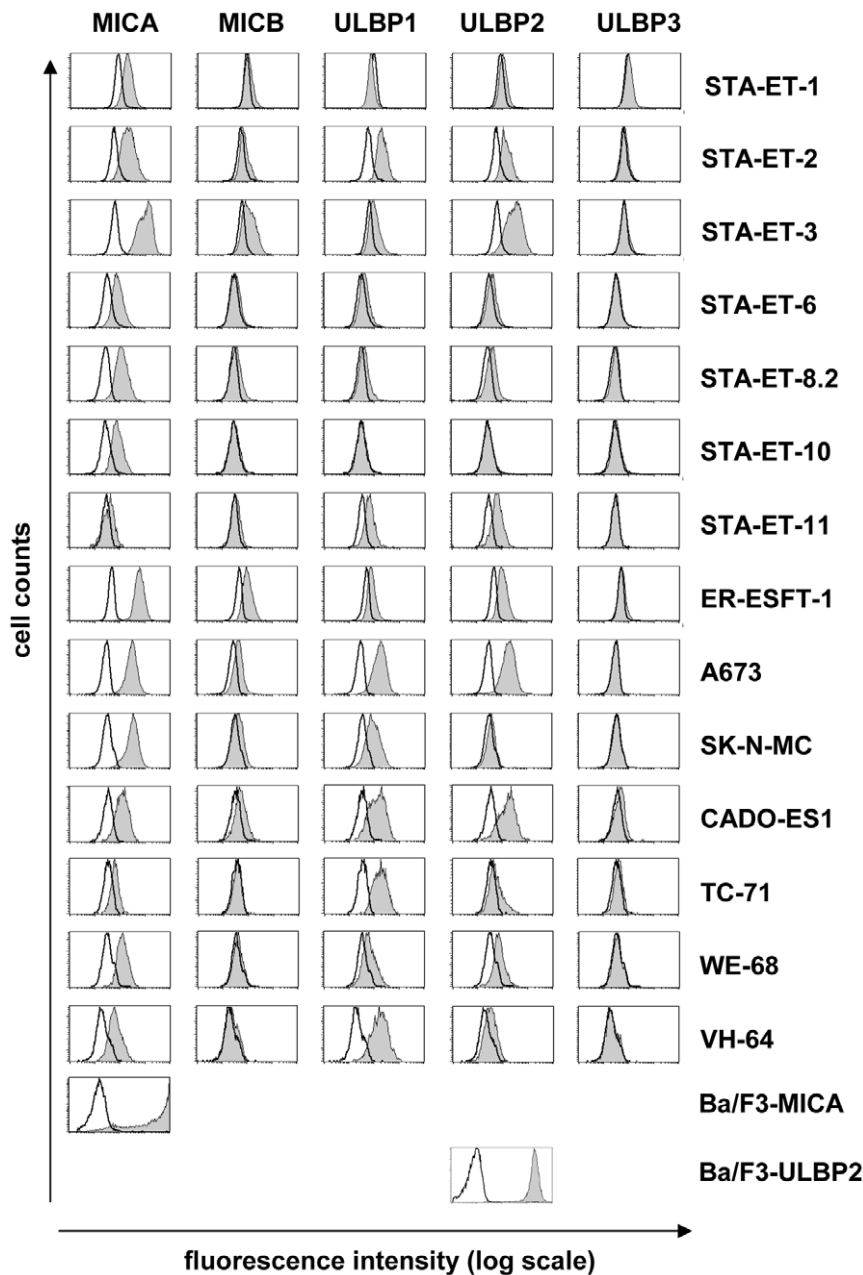 MICA MICB ULBP1 ULBP2 ULBP3
STA-ET-1
STA-ET-2
STA-ET-3
STA-ET-6
STA-ET-8.2
STA-ET-10
STA-ET-11
ER-ESFT-1
A673
SK-N-MC
CADO-ES1
TC-71
WE-68
VH-64
Ba/F3-MICA
Ba/F3-ULBP2
cell counts
fluorescence intensity (log scale)